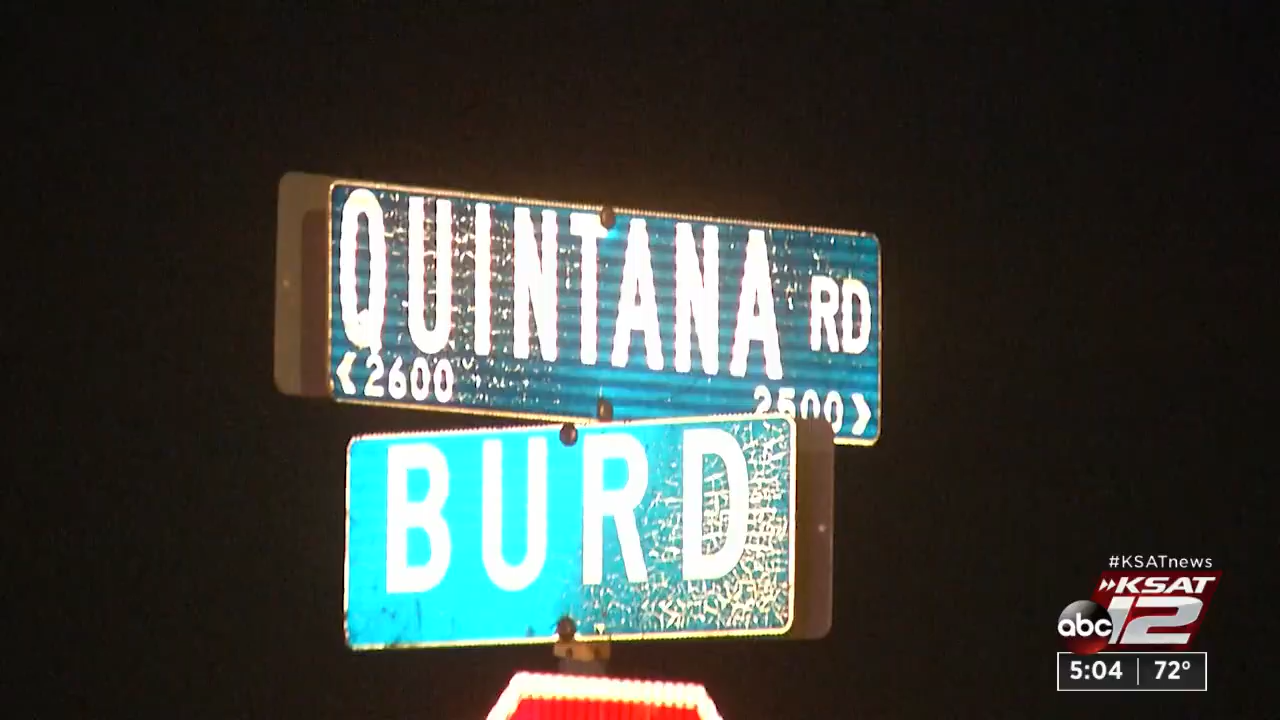 QUINTANA RD
<2600 2500>
BURD
#KSATnews
KSAT
abc 12
5:04 | 72°